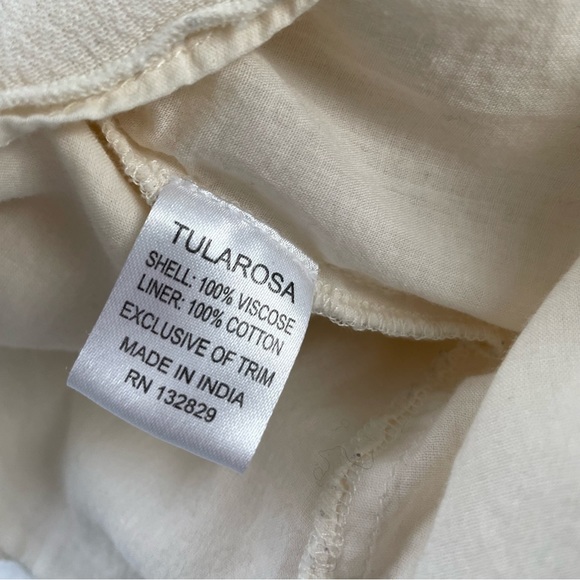 TULAROSA
SHELL: 100% VISCOSE
LINER: 100% COTTON
EXCLUSIVE OF TRIM
MADE IN INDIA
RN 132829